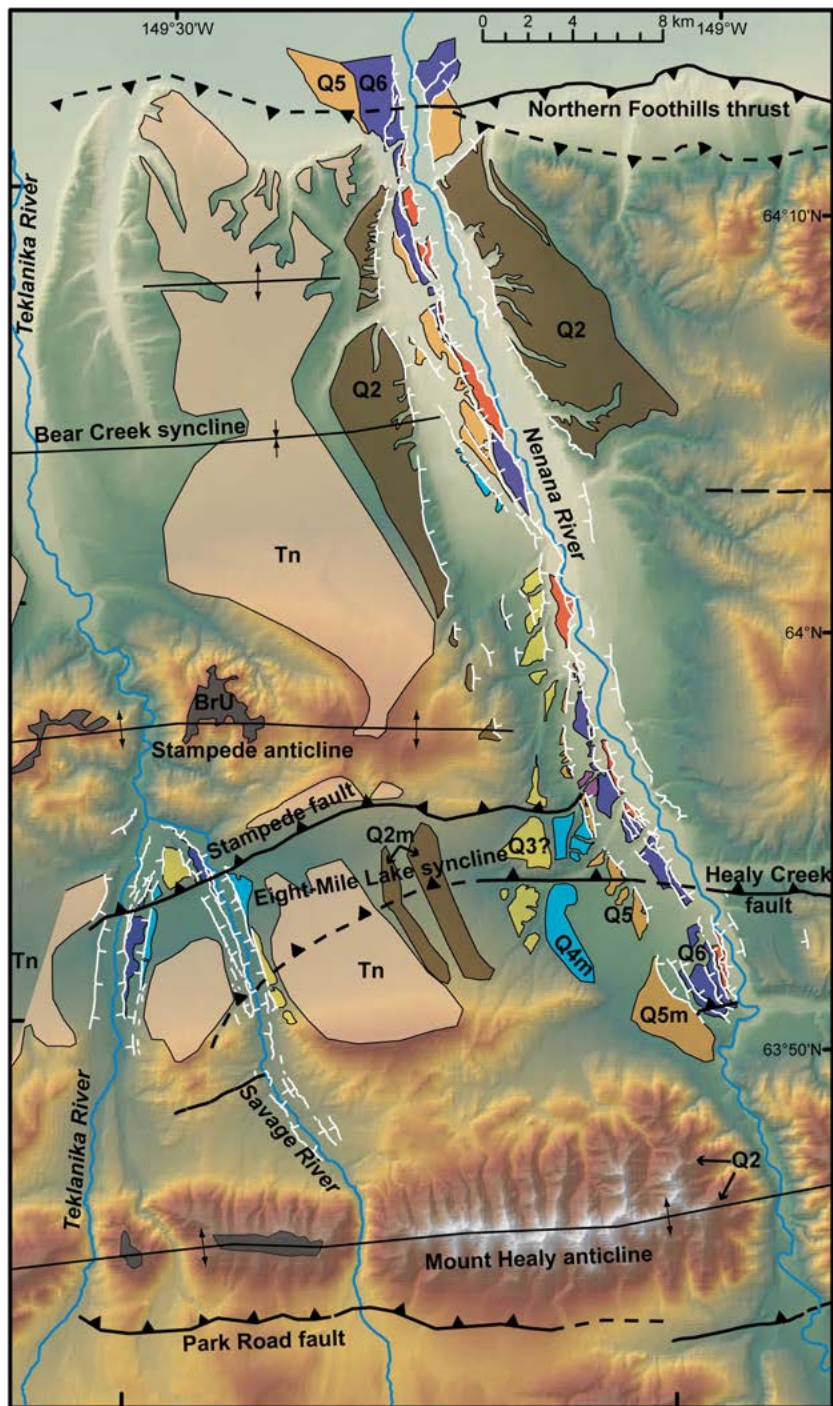 149°30'W
0 2 4 8 km
149°W
Q5
Q6
Northern Foothills thrust
Teklanika River
64°10'N
Q2
Q2
Bear Creek syncline
Nenana River
Tn
64°N
BrU
Stampede anticline
Stampede fault
Q2m
Q3?
Eight-Mile Lake syncline
Healy Creek
fault
Q5
Q4m
Q6
Tn
Tn
Q5m
63°50'N
Teklanika River
Savage River
Q2
Mount Healy anticline
Park Road fault